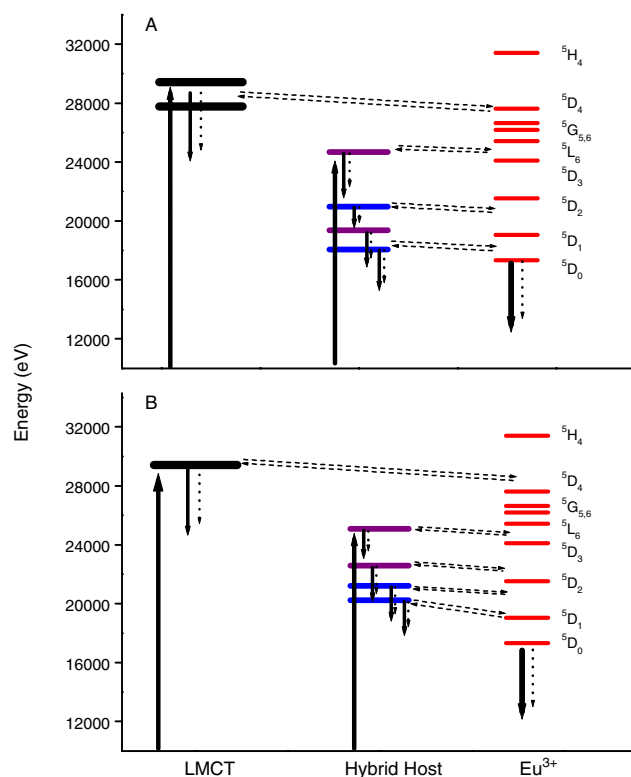 A
32000
28000
24000
20000
16000
12000
⁵H₄
⁵D₄
⁵G₅,₆
⁵L₆
⁵D₃
⁵D₂
⁵D₁
⁵D₀
Energy (eV)
B
32000
28000
24000
20000
16000
12000
⁵H₄
⁵D₄
⁵G₅,₆
⁵L₆
⁵D₃
⁵D₂
⁵D₁
⁵D₀
LMCT Hybrid Host Eu³⁺